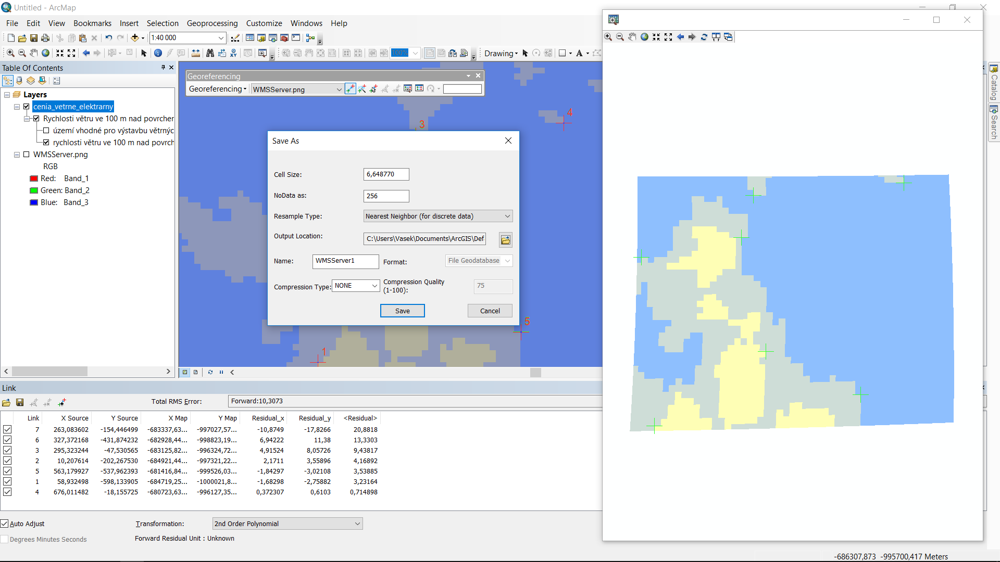 Untitled - ArcMap
File Edit View Bookmarks Insert Selection Geoprocessing Customize Windows Help
1:40 000
100%
Drawing
Table Of Contents
Layers
cenia_vetrne_elektrarny
Rychlosti větru ve 100 m nad povrcher
území vhodné pro výstavbu větrnýc
rychlosti větru ve 100 m nad povrch
WMSServer.png
RGB
Red: Band_1
Green: Band_2
Blue: Band_3
Georeferencing
Georeferencing WMSServer.png
3
4
5
1
Save As
Cell Size: 6,648770
NoData as: 256
Resample Type: Nearest Neighbor (for discrete data)
Output Location: C:\Users\Vasek\Documents\ArcGIS\Def
Name: WMSServer1 Format: File Geodatabase
Compression Type: NONE Compression Quality (1-100): 75
Save Cancel
Catalog
Search
Link
Total RMS Error: Forward:10,3073
Link X Source Y Source X Map Y Map Residual_x Residual_y <Residual>
7 263,083602 -154,446499 -683337,63... -997027,57... -10,8749 -17,8266 20,8818
6 327,372168 -431,874232 -682928,44... -998823,19... 6,94222 11,38 13,3303
3 295,323244 -47,530565 -683125,82... -996324,72... 4,91524 8,05726 9,43817
2 10,207614 -202,267530 -684921,44... -997321,22... 2,1711 3,55896 4,16892
5 563,179927 -537,962393 -681416,84... -999526,03... -1,84297 -3,02108 3,53885
1 58,932498 -598,133905 -684719,25... -1000021,8... -1,68298 -2,75882 3,23164
4 676,011482 -18,155725 -680723,63... -996127,35... 0,372307 0,6103 0,714898
Auto Adjust Transformation: 2nd Order Polynomial
Degrees Minutes Seconds Forward Residual Unit : Unknown
-686307,873 -995700,417 Meters